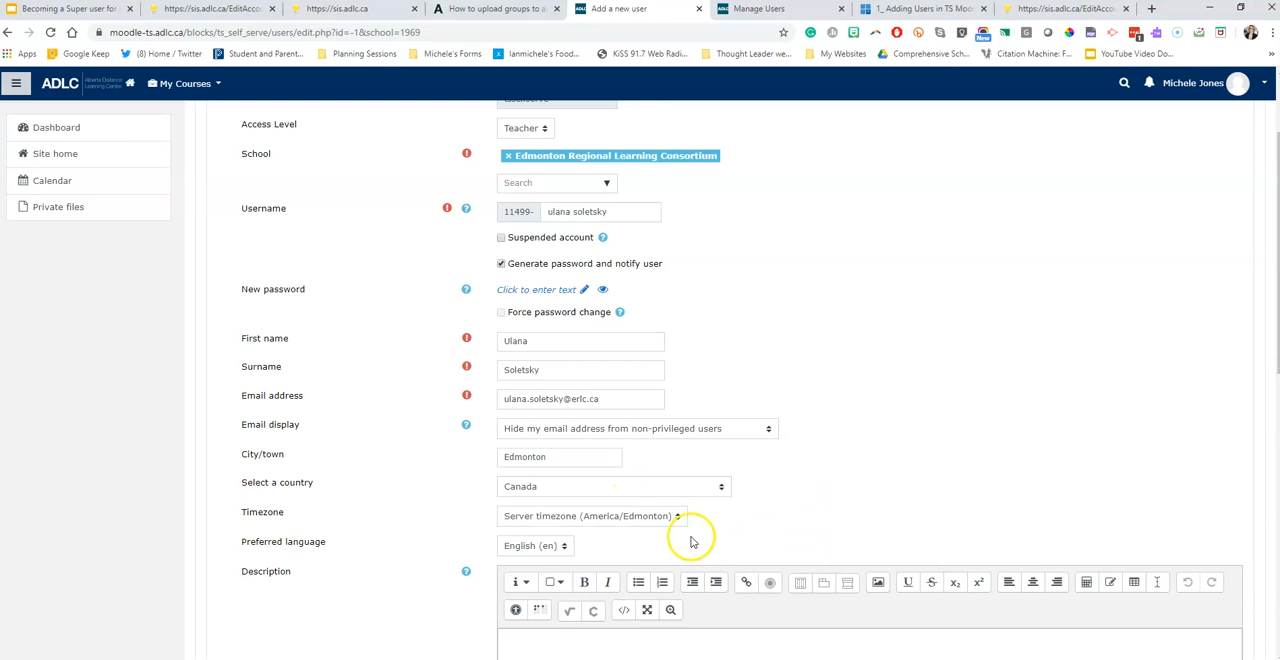 Becoming a Super user for
https://sis.adlc.ca/EditAcco
https://sis.adlc.ca
How to upload groups to a
Add a new user
Manage Users
1_ Adding Users in TS Moo
https://sis.adlc.ca/EditAcco
moodle-ts.adlc.ca/blocks/ts_self_serve/users/edit.php?id=-1&school=1969
Apps
Google Keep
(8) Home / Twitter
Student and Parent...
Planning Sessions
Michele's Forms
Ianmichele's Food...
KiSS 91.7 Web Radi...
Thought Leader we...
My Websites
Comprehensive Sch...
Citation Machine: F...
YouTube Video Do...
ADLC
Alberta Distance
Learning Centre
My Courses
Michele Jones
Dashboard
Site home
Calendar
Private files
Access Level
Teacher
School
× Edmonton Regional Learning Consortium
Search
Username
11499-
ulana soletsky
Suspended account
Generate password and notify user
New password
Click to enter text
Force password change
First name
Ulana
Surname
Soletsky
Email address
ulana.soletsky@erlc.ca
Email display
Hide my email address from non-privileged users
City/town
Edmonton
Select a country
Canada
Timezone
Server timezone (America/Edmonton)
Preferred language
English (en)
Description